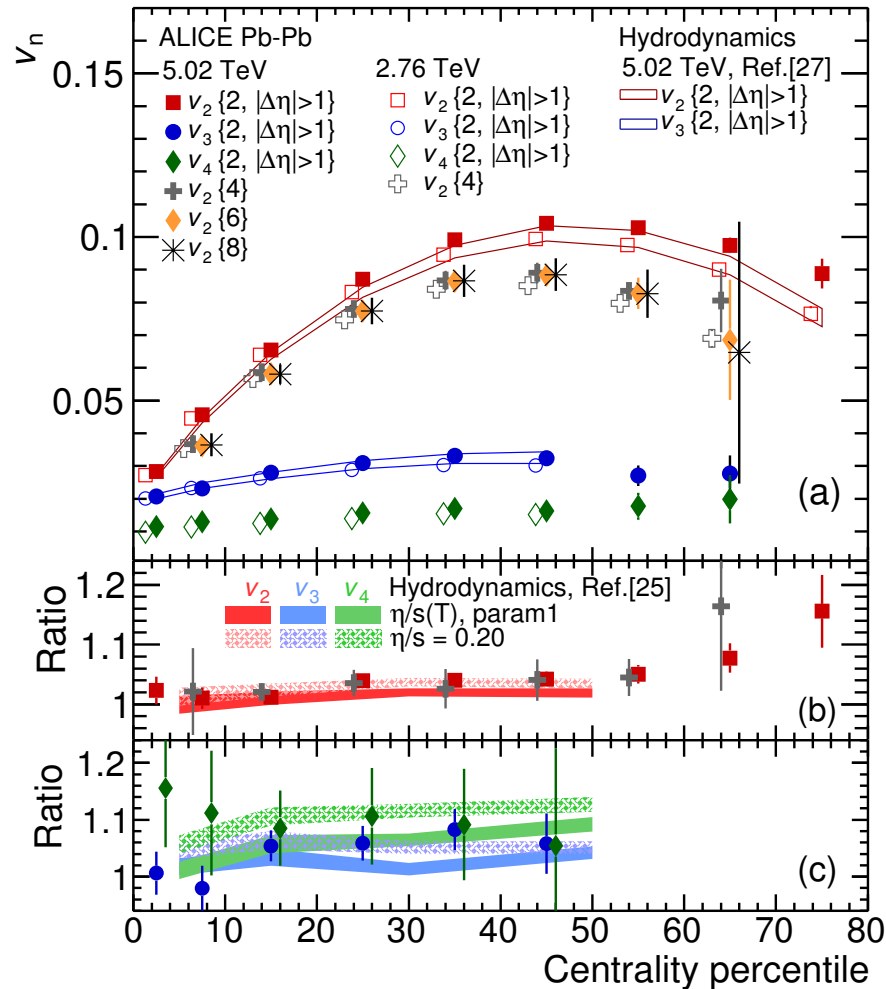 ALICE Pb-Pb
5.02 TeV
v2 {2, |Δη|>1}
v3 {2, |Δη|>1}
v4 {2, |Δη|>1}
v2 {4}
v2 {6}
v2 {8}
2.76 TeV
v2 {2, |Δη|>1}
v3 {2, |Δη|>1}
v4 {2, |Δη|>1}
v2 {4}
Hydrodynamics
5.02 TeV, Ref.[27]
v2 {2, |Δη|>1}
v3 {2, |Δη|>1}
vn
0.15
0.1
0.05
(a)
v2 v3 v4 Hydrodynamics, Ref.[25]
η/s(T), param1
η/s = 0.20
Ratio
1.2
1.1
1
(b)
Ratio
1.2
1.1
1
(c)
0 10 20 30 40 50 60 70 80
Centrality percentile